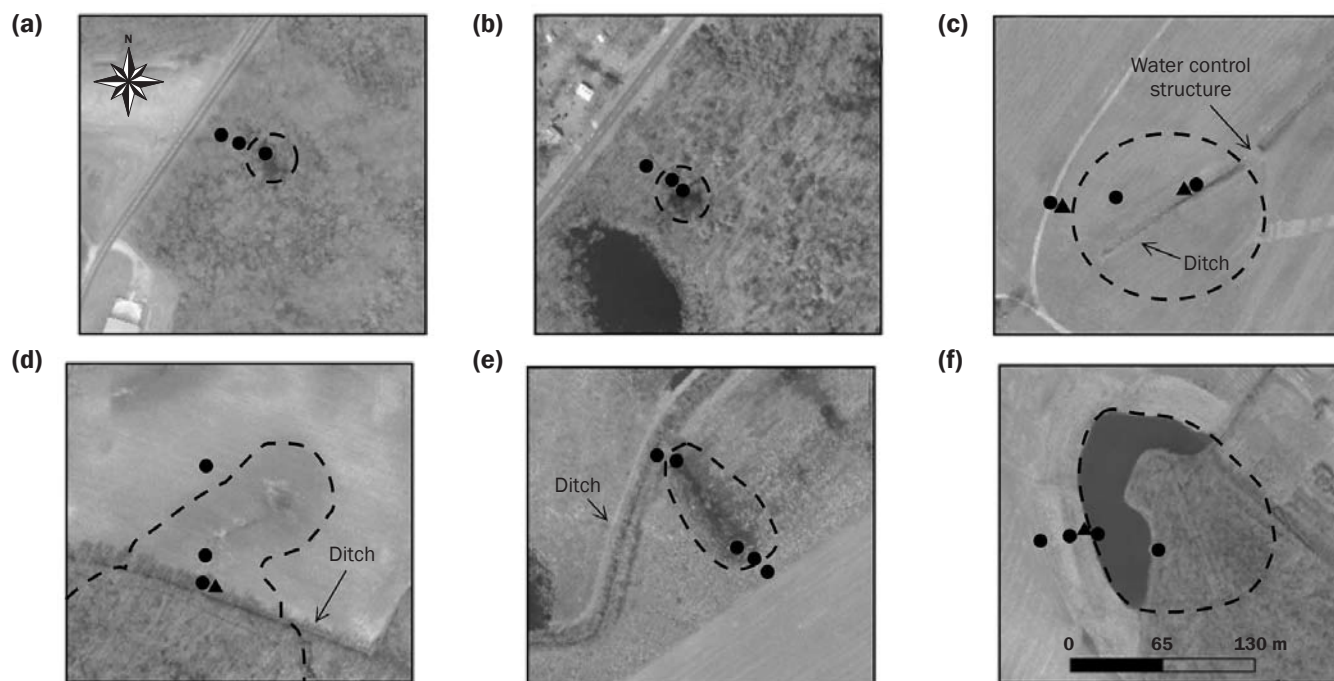 (a)
N
(b)
(c)
Water control
structure
Ditch
(d)
Ditch
(e)
Ditch
(f)
0 65 130 m